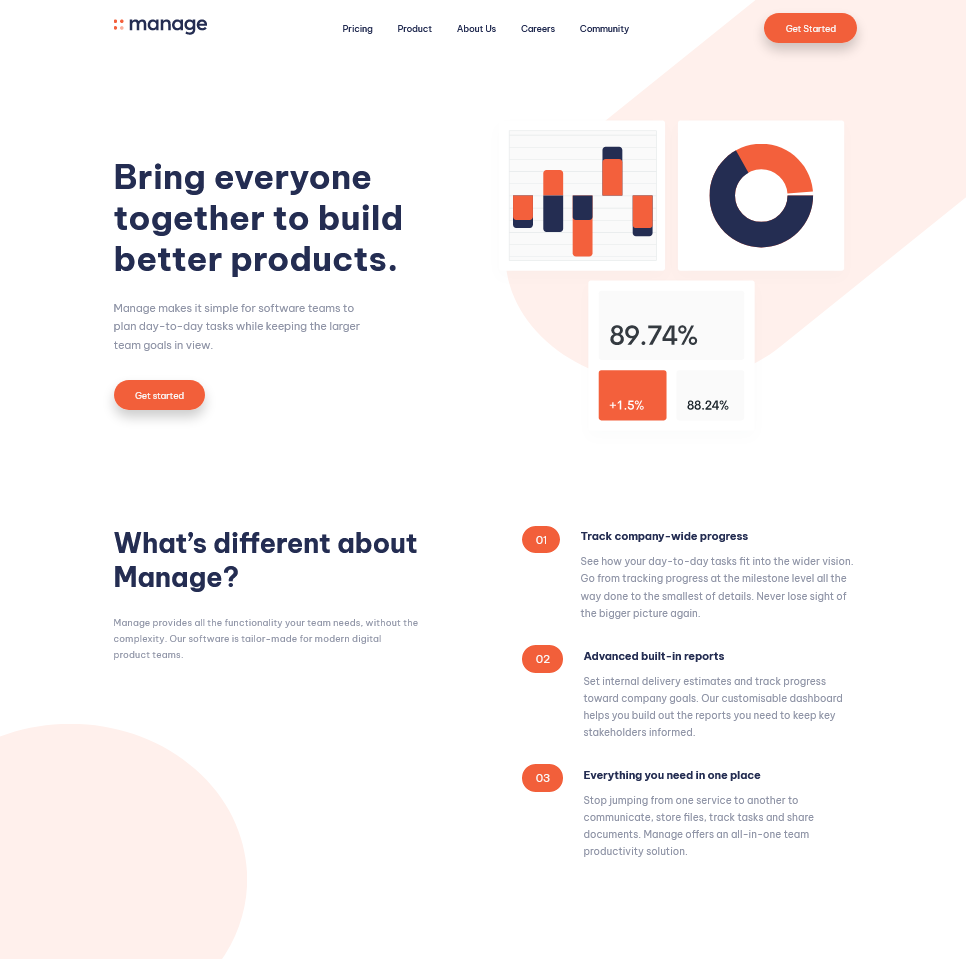 manage
Pricing
Product
About Us
Careers
Community
Get Started
Bring everyone
together to build
better products.
Manage makes it simple for software teams to
plan day-to-day tasks while keeping the larger
team goals in view.
Get started
89.74%
+1.5%
88.24%
What’s different about
Manage?
Manage provides all the functionality your team needs, without the
complexity. Our software is tailor-made for modern digital
product teams.
01
Track company-wide progress
See how your day-to-day tasks fit into the wider vision.
Go from tracking progress at the milestone level all the
way done to the smallest of details. Never lose sight of
the bigger picture again.
02
Advanced built-in reports
Set internal delivery estimates and track progress
toward company goals. Our customisable dashboard
helps you build out the reports you need to keep key
stakeholders informed.
03
Everything you need in one place
Stop jumping from one service to another to
communicate, store files, track tasks and share
documents. Manage offers an all-in-one team
productivity solution.